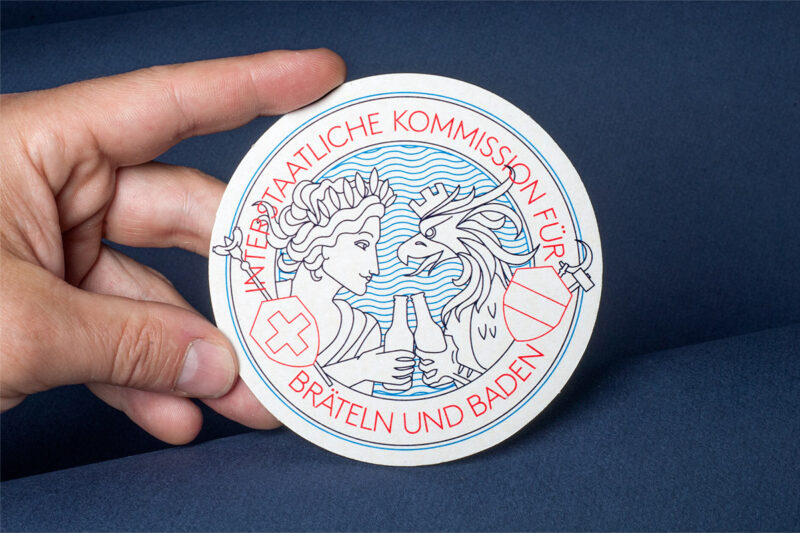 INTERSTAATLICHE KOMMISSION FÜR
BRÄTELN UND BADEN